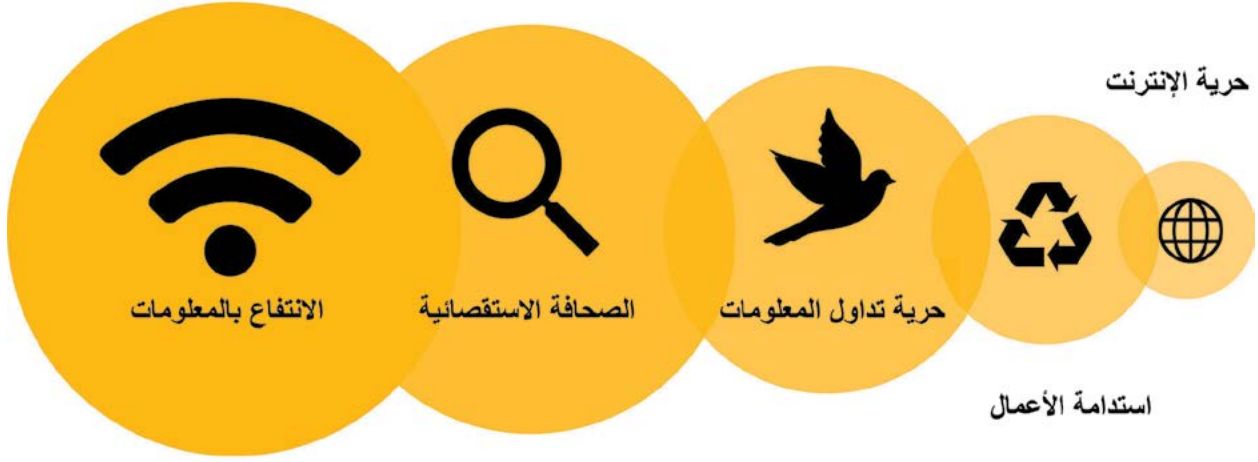 حرية الإنترنت
حرية تداول المعلومات
الصحافة الاستقصائية
الانتفاع بالمعلومات
استدامة الأعمال